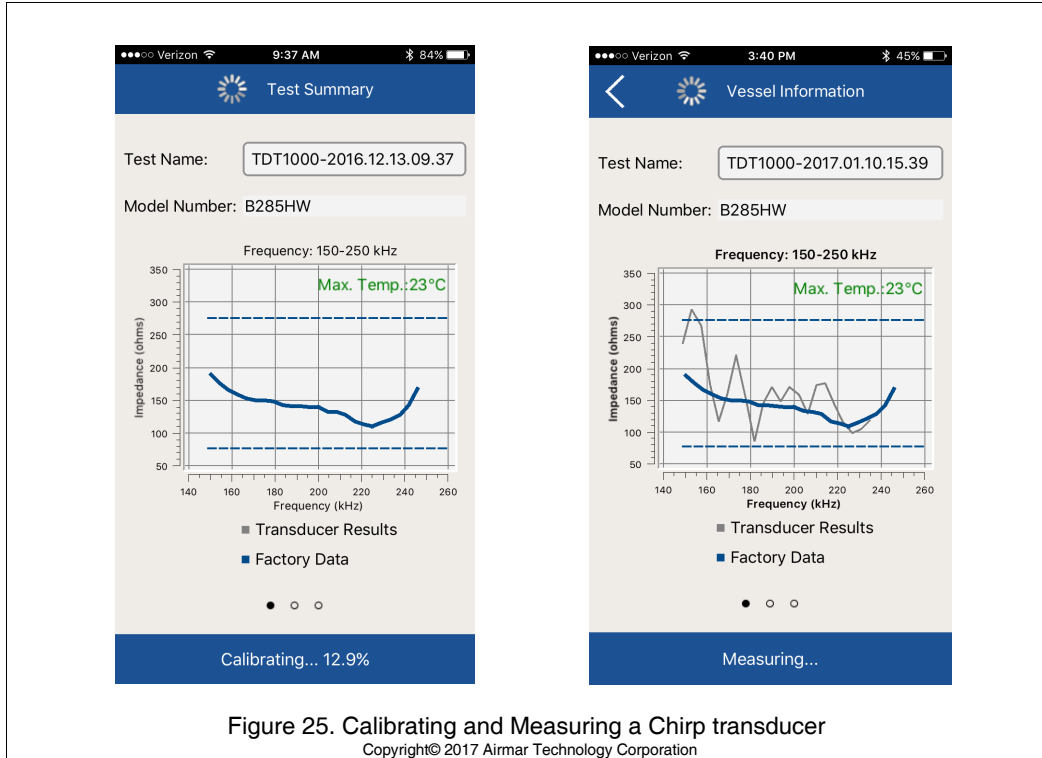 Verizon 9:37 AM 84%
Test Summary
Test Name: TDT1000-2016.12.13.09.37
Model Number: B285HW
Frequency: 150-250 kHz
Max. Temp.:23°C
350
300
250
200
150
100
50
Impedance (ohms)
140 160 180 200 220 240 260
Frequency (kHz)
Transducer Results
Factory Data
Calibrating... 12.9%
Verizon 3:40 PM 45%
Vessel Information
Test Name: TDT1000-2017.01.10.15.39
Model Number: B285HW
Frequency: 150-250 kHz
Max. Temp.:23°C
350
300
250
200
150
100
50
Impedance (ohms)
140 160 180 200 220 240 260
Frequency (kHz)
Transducer Results
Factory Data
Measuring...
Figure 25. Calibrating and Measuring a Chirp transducer
Copyright© 2017 Airmar Technology Corporation